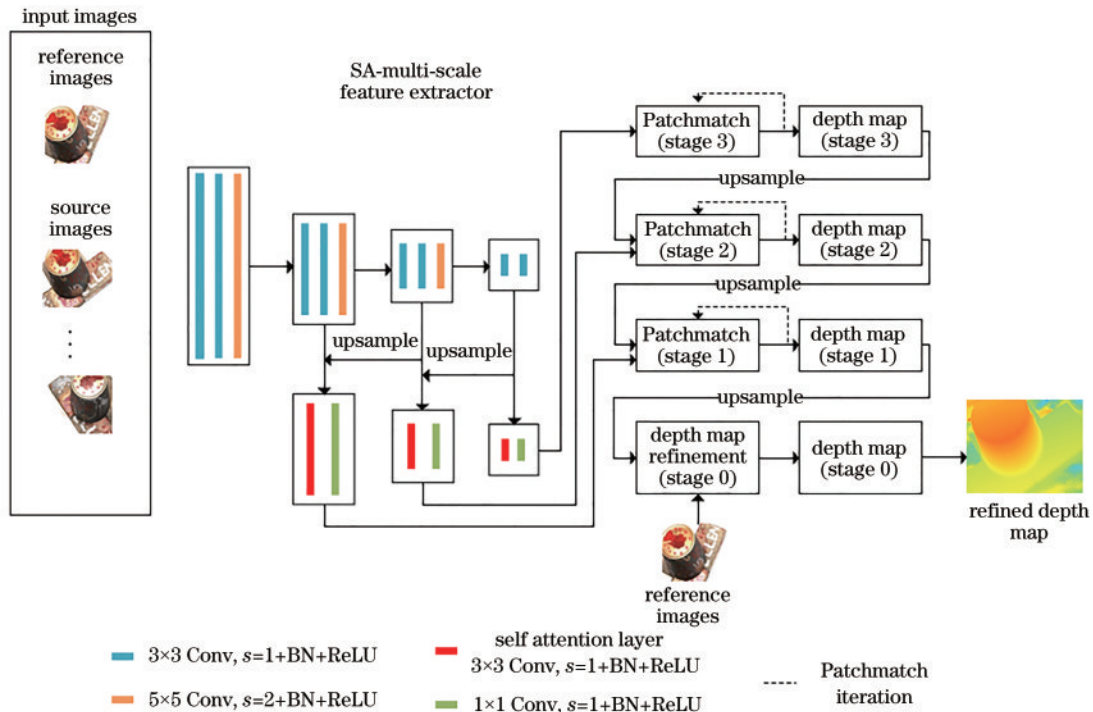 input images
reference
images
source
images
SA-multi-scale
feature extractor
upsample
upsample
Patchmatch
(stage 3)
depth map
(stage 3)
upsample
Patchmatch
(stage 2)
depth map
(stage 2)
upsample
Patchmatch
(stage 1)
depth map
(stage 1)
upsample
depth map
refinement
(stage 0)
depth map
(stage 0)
refined depth
map
reference
images
3×3 Conv, s=1+BN+ReLU
5×5 Conv, s=2+BN+ReLU
self attention layer
3×3 Conv, s=1+BN+ReLU
1×1 Conv, s=1+BN+ReLU
Patchmatch
iteration